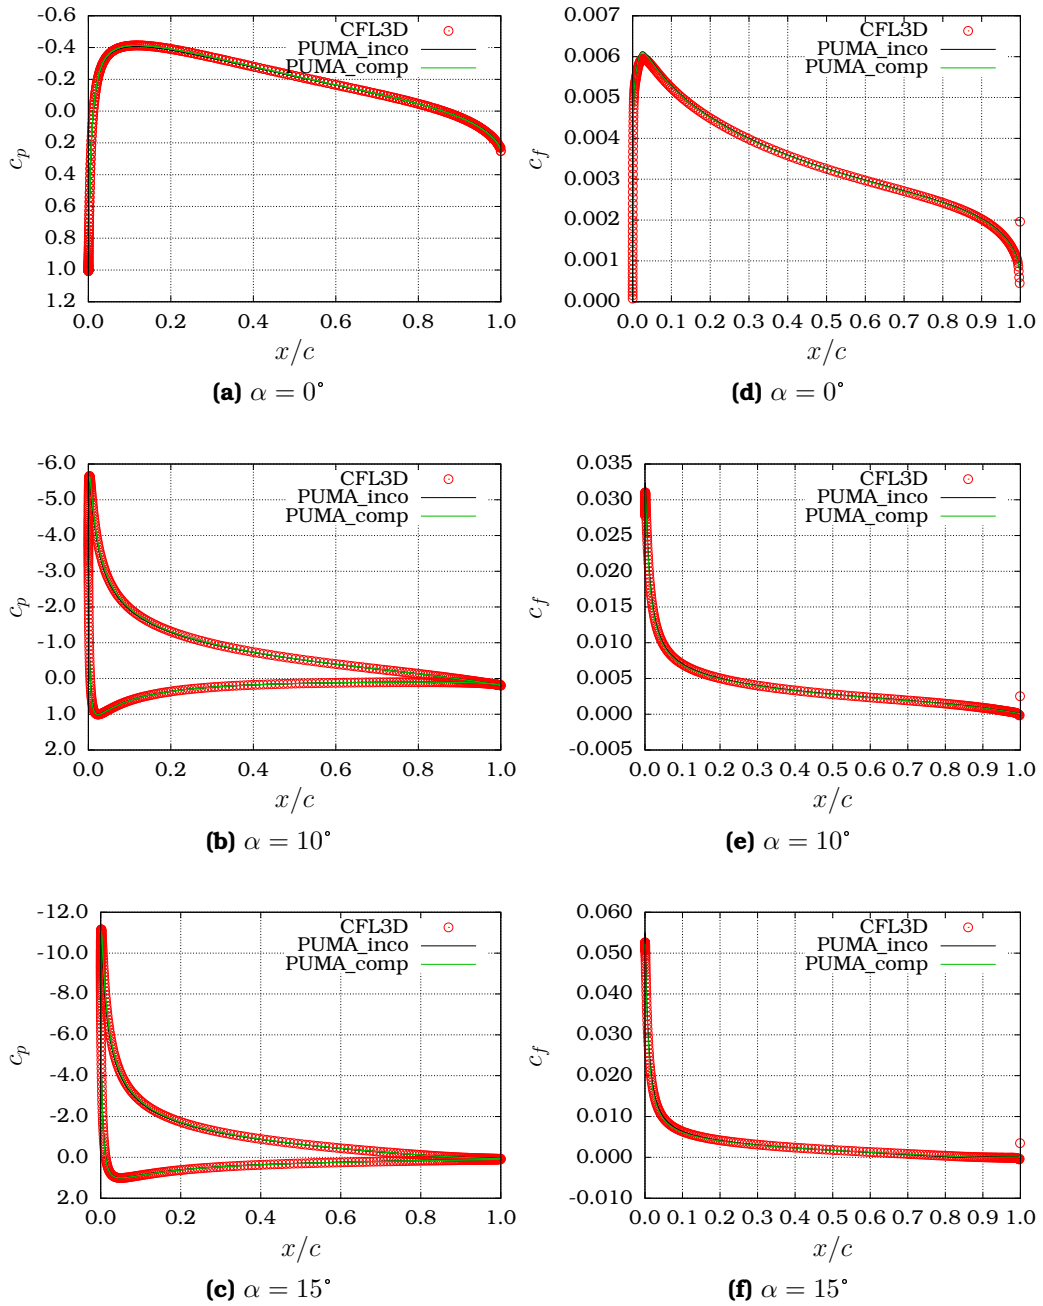 -0.6
-0.4
-0.2
0.0
0.2
0.4
0.6
0.8
1.0
1.2
c_p
CFL3D
PUMA_inco
PUMA_comp
0.0 0.2 0.4 0.6 0.8 1.0
x/c
(a) α = 0°
0.007
0.006
0.005
0.004
0.003
0.002
0.001
0.000
c_f
CFL3D
PUMA_inco
PUMA_comp
0.0 0.1 0.2 0.3 0.4 0.5 0.6 0.7 0.8 0.9 1.0
x/c
(d) α = 0°
-6.0
-5.0
-4.0
-3.0
-2.0
-1.0
0.0
1.0
2.0
c_p
CFL3D
PUMA_inco
PUMA_comp
0.0 0.2 0.4 0.6 0.8 1.0
x/c
(b) α = 10°
0.035
0.030
0.025
0.020
0.015
0.010
0.005
0.000
-0.005
c_f
CFL3D
PUMA_inco
PUMA_comp
0.0 0.1 0.2 0.3 0.4 0.5 0.6 0.7 0.8 0.9 1.0
x/c
(e) α = 10°
-12.0
-10.0
-8.0
-6.0
-4.0
-2.0
0.0
2.0
c_p
CFL3D
PUMA_inco
PUMA_comp
0.0 0.2 0.4 0.6 0.8 1.0
x/c
(c) α = 15°
0.060
0.050
0.040
0.030
0.020
0.010
0.000
-0.010
c_f
CFL3D
PUMA_inco
PUMA_comp
0.0 0.1 0.2 0.3 0.4 0.5 0.6 0.7 0.8 0.9 1.0
x/c
(f) α = 15°